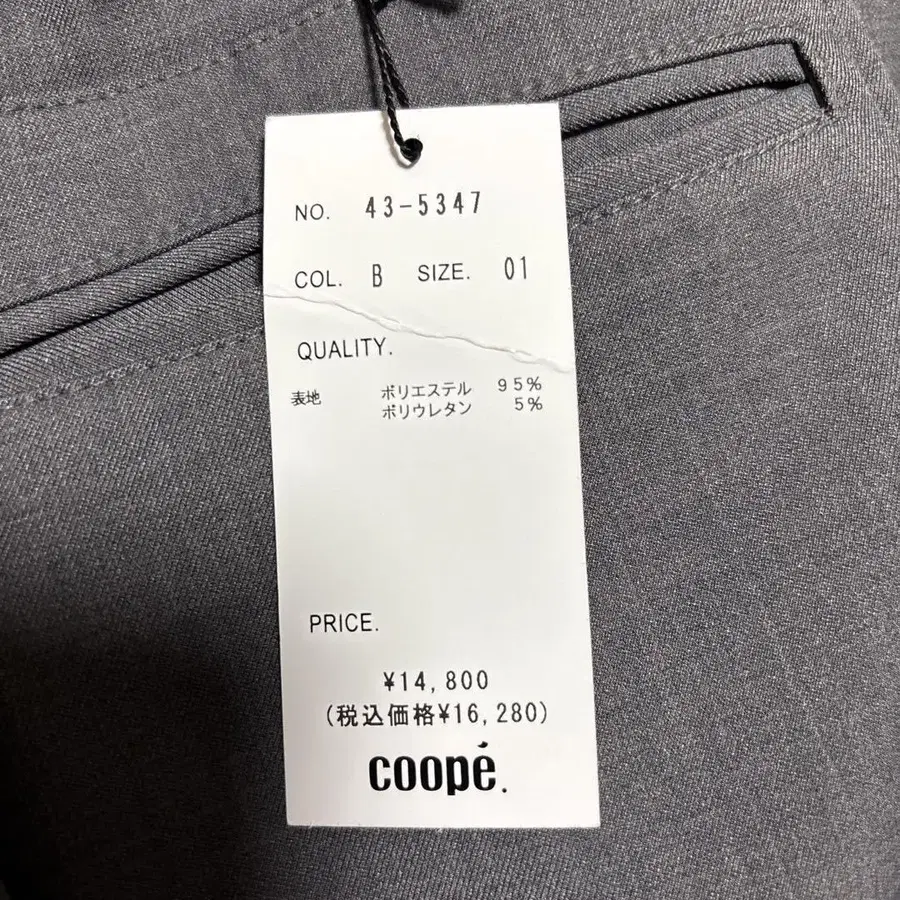 NO. 43-5347
COL. B SIZE. 01
QUALITY.
表地 ポリエステル 95%
ポリウレタン 5%
PRICE.
¥14,800
(税込価格¥16,280)
coopé.